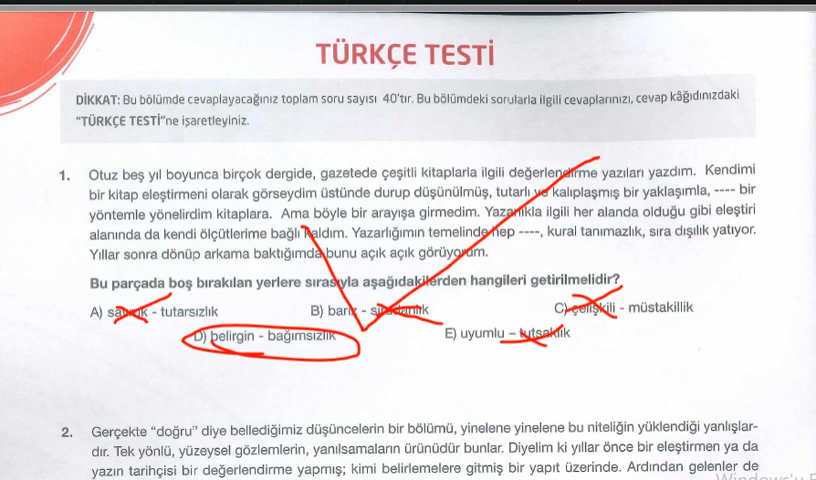 TÜRKÇE TESTİ
DİKKAT: Bu bölümde cevaplayacağınız toplam soru sayısı 40'tır. Bu bölümdeki sorularla ilgili cevaplarınızı, cevap kâğıdınızdaki
"TÜRKÇE TESTİ"ne işaretleyiniz.
1. Otuz beş yıl boyunca birçok dergide, gazetede çeşitli kitaplarla ilgili değerlendirme yazıları yazdım. Kendimi
bir kitap eleştirmeni olarak görseydim üstünde durup düşünülmüş, tutarlı ve kalıplaşmış bir yaklaşımla, ---- bir
yöntemle yönelirdim kitaplara. Ama böyle bir arayışa girmedim. Yazarlıkla ilgili her alanda olduğu gibi eleştiri
alanında da kendi ölçütlerime bağlı kaldım. Yazarlığımın temelinde hep ----, kural tanımazlık, sıra dışılık yatıyor.
Yıllar sonra dönüp arkama baktığımda bunu açık açık görüyorum.
Bu parçada boş bırakılan yerlere sırasıyla aşağıdakilerden hangileri getirilmelidir?
A) - tutarsızlık B) bariz - sıradanlık C) çelişkili - müstakillik
D) belirgin - bağımsızlık E) uyumlu – tutsaklık
2. Gerçekte “doğru” diye bellediğimiz düşüncelerin bir bölümü, yinelene yinelene bu niteliğin yüklendiği yanlışlar-
dır. Tek yönlü, yüzeysel gözlemlerin, yanılsamaların ürünüdür bunlar. Diyelim ki yıllar önce bir eleştirmen ya da
yazın tarihçisi bir değerlendirme yapmış; kimi belirlemelere gitmiş bir yapıt üzerinde. Ardından gelenler de